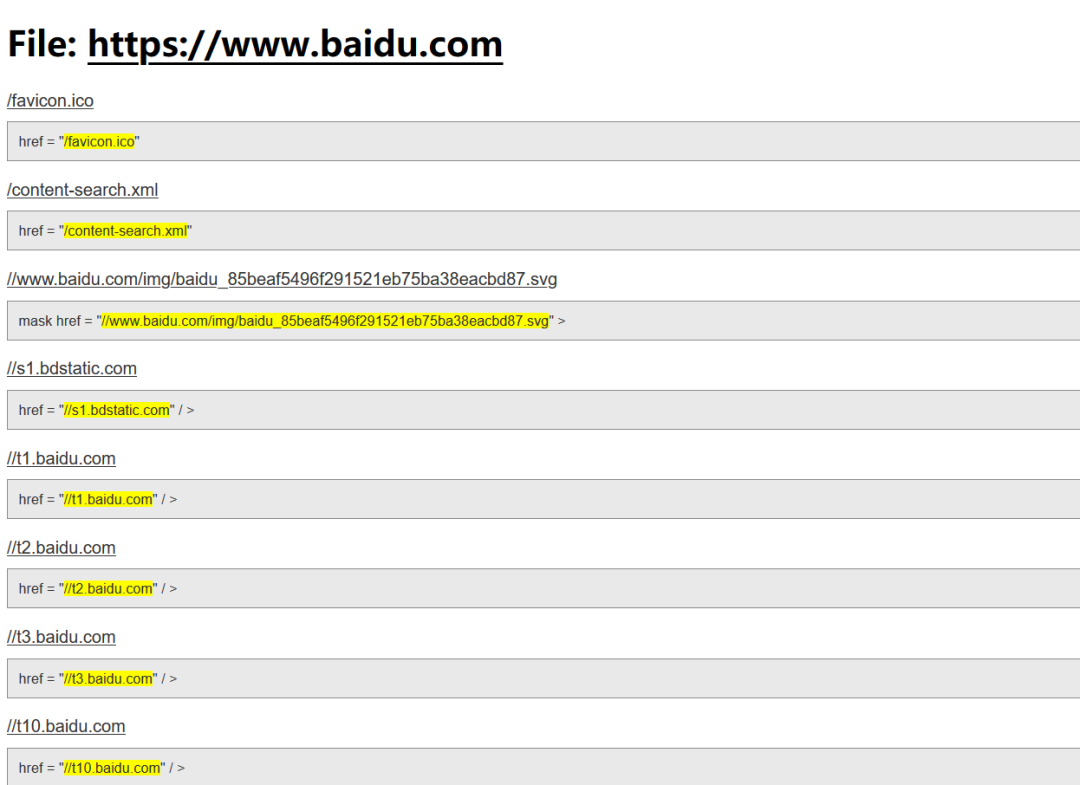 File: https://www.baidu.com
/favicon.ico
href = "/favicon.ico"
/content-search.xml
href = "/content-search.xml"
//www.baidu.com/img/baidu_85beaf5496f291521eb75ba38eacbd87.svg
mask href = "//www.baidu.com/img/baidu_85beaf5496f291521eb75ba38eacbd87.svg" >
//s1.bdstatic.com
href = "//s1.bdstatic.com" / >
//t1.baidu.com
href = "//t1.baidu.com" / >
//t2.baidu.com
href = "//t2.baidu.com" / >
//t3.baidu.com
href = "//t3.baidu.com" / >
//t10.baidu.com
href = "//t10.baidu.com" / >